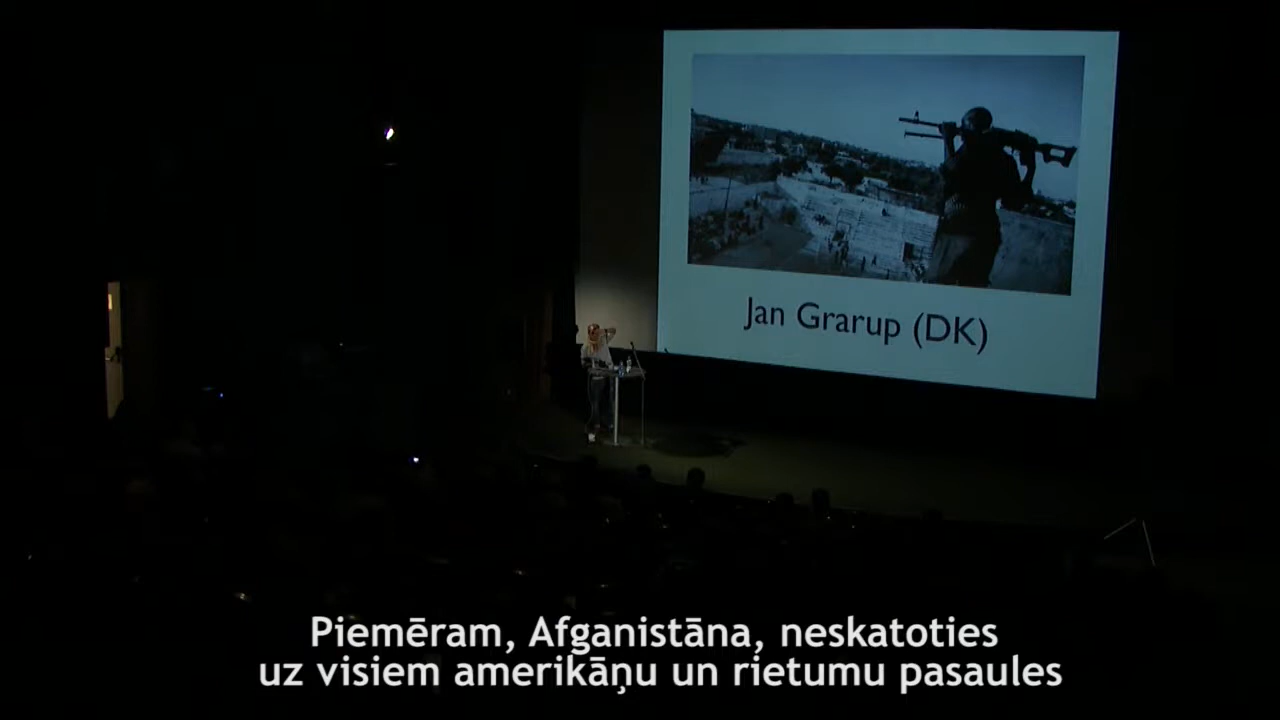 Jan Grarup (DK)
Piemēram, Afganistāna, neskatoties
uz visiem amerikāņu un rietumu pasaules